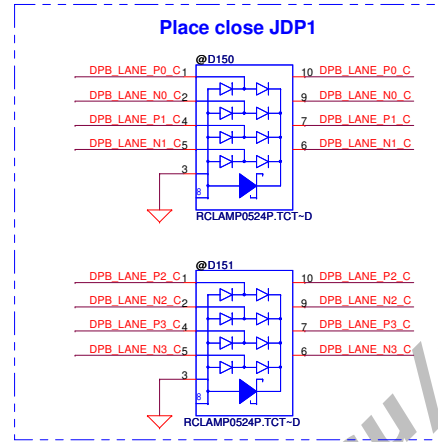 Place close JDP1
@D150
DPB_LANE_P0_C 1 10 DPB_LANE_P0_C
DPB_LANE_N0_C 2 9 DPB_LANE_N0_C
DPB_LANE_P1_C 4 7 DPB_LANE_P1_C
DPB_LANE_N1_C 5 6 DPB_LANE_N1_C
3
8
RCLAMP0524P.TCT~D
@D151
DPB_LANE_P2_C 1 10 DPB_LANE_P2_C
DPB_LANE_N2_C 2 9 DPB_LANE_N2_C
DPB_LANE_P3_C 4 7 DPB_LANE_P3_C
DPB_LANE_N3_C 5 6 DPB_LANE_N3_C
3
8
RCLAMP0524P.TCT~D